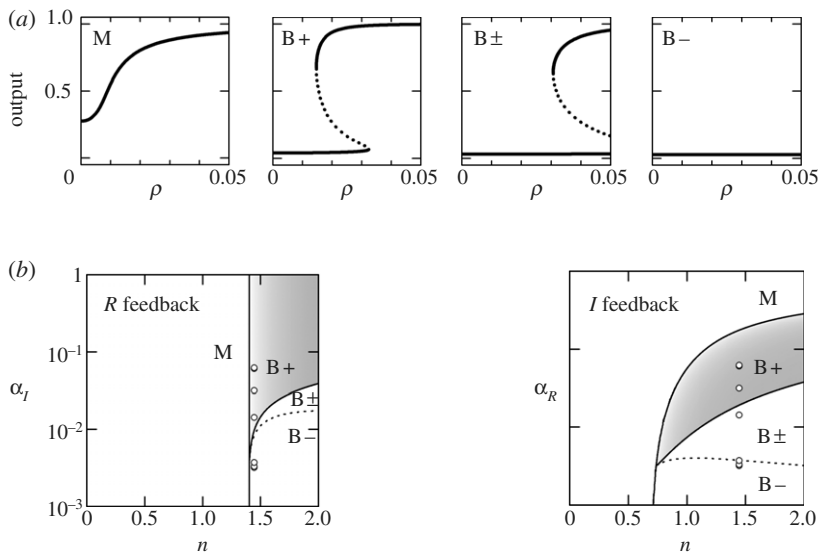 (a)
1.0
M
B+
B±
B−
output
0.5
0 0.05 0 0.05 0 0.05 0 0.05
ρ ρ ρ ρ
(b)
1
R feedback
I feedback
M
M
10⁻¹
B+
B+
α_I
α_R
B±
10⁻²
B−
B±
B−
10⁻³
0 0.5 1.0 1.5 2.0
0 0.5 1.0 1.5 2.0
n
n